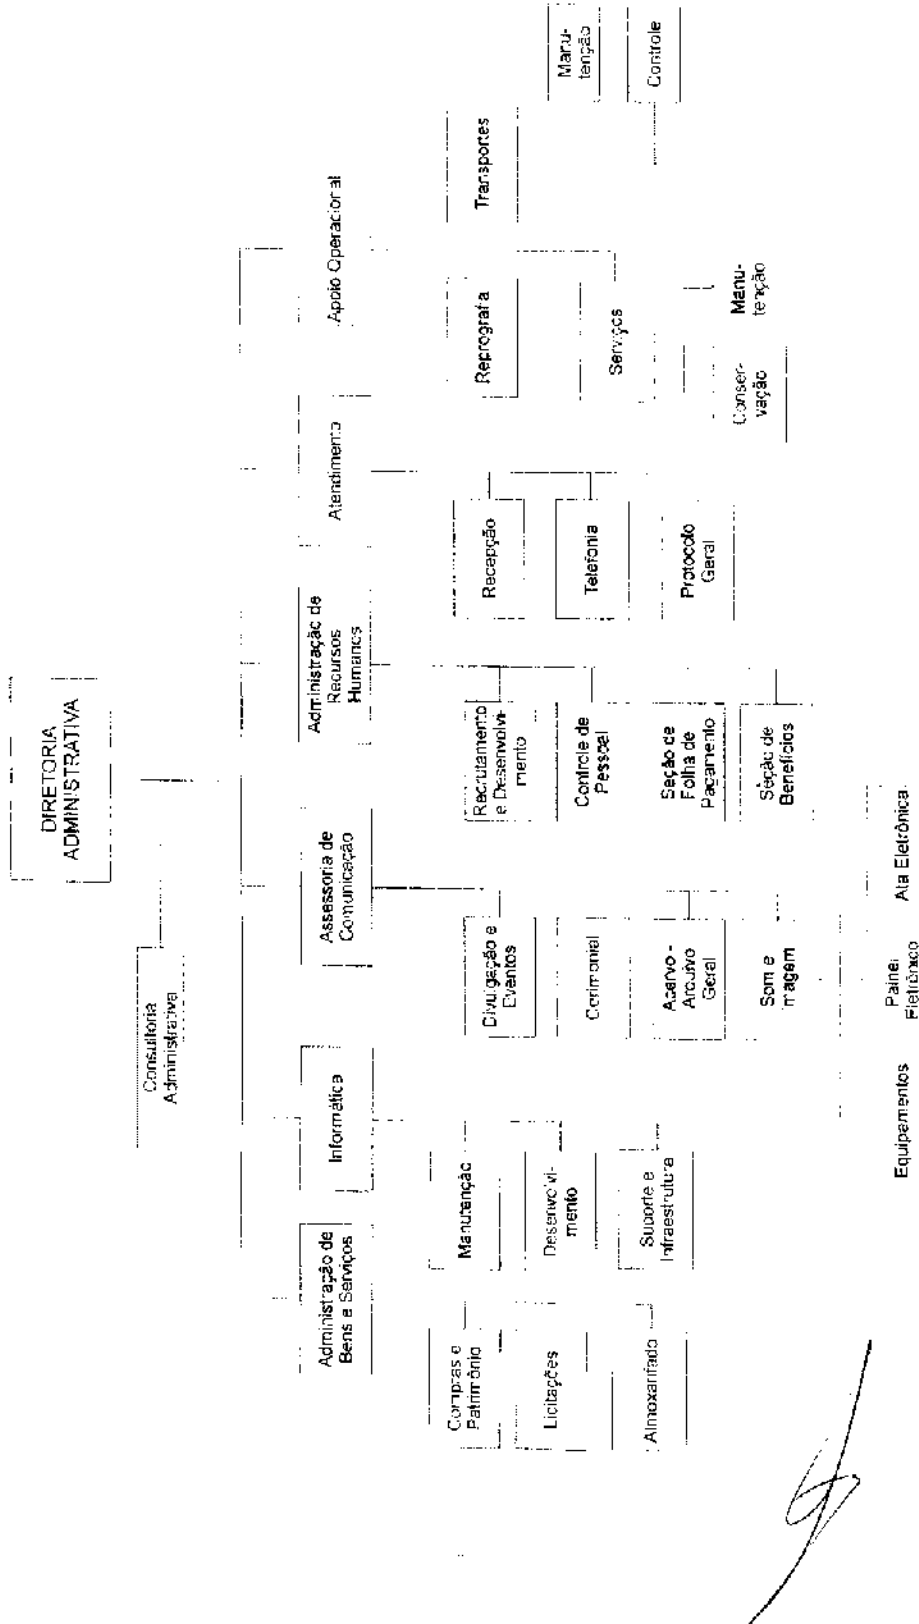 DIRETORIA
ADMINISTRATIVA
Consultoria
Administrativa
Administração de
Bens e Serviços
Informática
Assessoria de
Comunicação
Administração de
Recursos
Humanos
Atendimento
Apoio Operacional
Compras e
Patrimônio
Licitações
Almoxarifado
Manutenção
Desenvolvi-
mento
Suporte e
Infraestrutura
Divulgação e
Eventos
Cerimonial
Acervo -
Arquivo
Geral
Som e
Imagem
Equipamentos
Painel
Eletrônico
Ata Eletrônica
Recrutamento
e Desenvolvi-
mento
Controle de
Pessoal
Seção de
Folha de
Pagamento
Seção de
Benefícios
Recepção
Telefonia
Protocolo
Geral
Reprografia
Serviços
Conser-
vação
Manu-
tenção
Transportes
Manu-
tenção
Controle